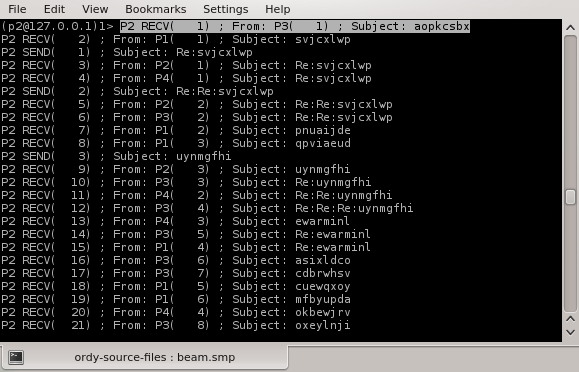 File Edit View Bookmarks Settings Help
(p2@127.0.0.1)1> P2 RECV(   1) ; From: P3(   1) ; Subject: aopkcsbx
P2 RECV(   2) ; From: P1(   1) ; Subject: svjcxlwp
P2 SEND(   1) ; Subject: Re:svjcxlwp
P2 RECV(   3) ; From: P2(   1) ; Subject: Re:svjcxlwp
P2 RECV(   4) ; From: P4(   1) ; Subject: Re:svjcxlwp
P2 SEND(   2) ; Subject: Re:Re:svjcxlwp
P2 RECV(   5) ; From: P2(   2) ; Subject: Re:Re:svjcxlwp
P2 RECV(   6) ; From: P3(   2) ; Subject: Re:Re:svjcxlwp
P2 RECV(   7) ; From: P1(   2) ; Subject: pnuaijde
P2 RECV(   8) ; From: P1(   3) ; Subject: qpviaeud
P2 SEND(   3) ; Subject: uynmgfhi
P2 RECV(   9) ; From: P2(   3) ; Subject: uynmgfhi
P2 RECV(  10) ; From: P3(   3) ; Subject: Re:uynmgfhi
P2 RECV(  11) ; From: P4(   2) ; Subject: Re:Re:uynmgfhi
P2 RECV(  12) ; From: P3(   4) ; Subject: Re:Re:Re:uynmgfhi
P2 RECV(  13) ; From: P4(   3) ; Subject: ewarminl
P2 RECV(  14) ; From: P3(   5) ; Subject: Re:ewarminl
P2 RECV(  15) ; From: P1(   4) ; Subject: Re:ewarminl
P2 RECV(  16) ; From: P3(   6) ; Subject: asixldco
P2 RECV(  17) ; From: P3(   7) ; Subject: cdbrwhsv
P2 RECV(  18) ; From: P1(   5) ; Subject: cuewqxoy
P2 RECV(  19) ; From: P1(   6) ; Subject: mfbyupda
P2 RECV(  20) ; From: P4(   4) ; Subject: okbewjrv
P2 RECV(  21) ; From: P3(   8) ; Subject: oxeylnji
ordy-source-files : beam.smp